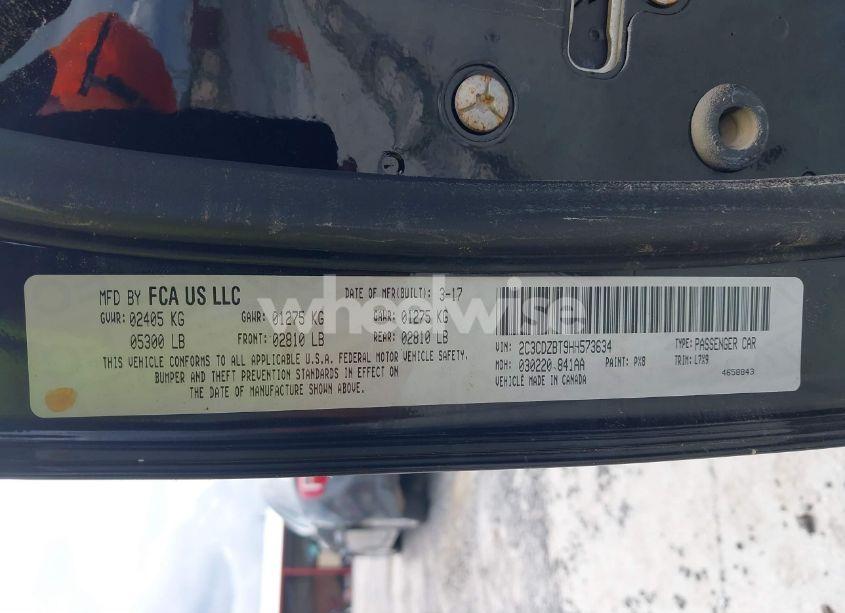 MFD BY FCA US LLC
DATE OF MFR(BUILT): 3-17
GVWR: 02405 KG GAWR: 01275 KG GAWR: 01275 KG
05300 LB FRONT: 02810 LB REAR: 02810 LB
THIS VEHICLE CONFORMS TO ALL APPLICABLE U.S.A. FEDERAL MOTOR VEHICLE SAFETY,
BUMPER AND THEFT PREVENTION STANDARDS IN EFFECT ON
THE DATE OF MANUFACTURE SHOWN ABOVE.
VIN: 2C3CDZBT9HH573634 TYPE: PASSENGER CAR
MDH: 030220 841AA PAINT: PX8 TRIM: L7X9
VEHICLE MADE IN CANADA 4658843
wheelwise